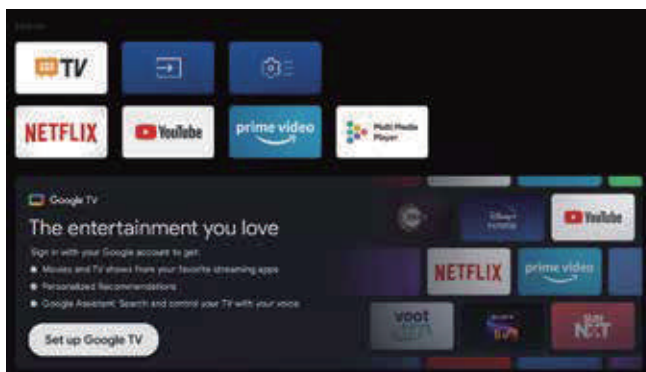 TV
NETFLIX YouTube prime video Multi Media Player
Google TV
The entertainment you love
Sign in with your Google account to get:
Movies and TV shows from your favorite streaming apps
Personalized Recommendations
Google Assistant: Search and control your TV with your voice
Set up Google TV
Disney+ YouTube
NETFLIX prime video
voot SUN NXT